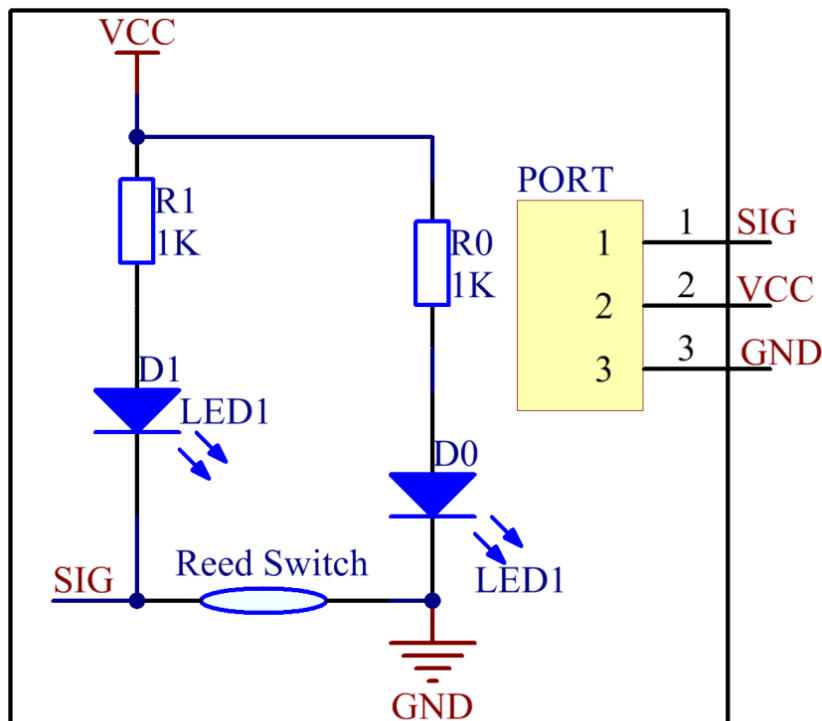 VCC
R1
1K
R0
1K
D1
LED1
D0
LED1
SIG
Reed Switch
GND
PORT
1 1 SIG
2 2 VCC
3 3 GND